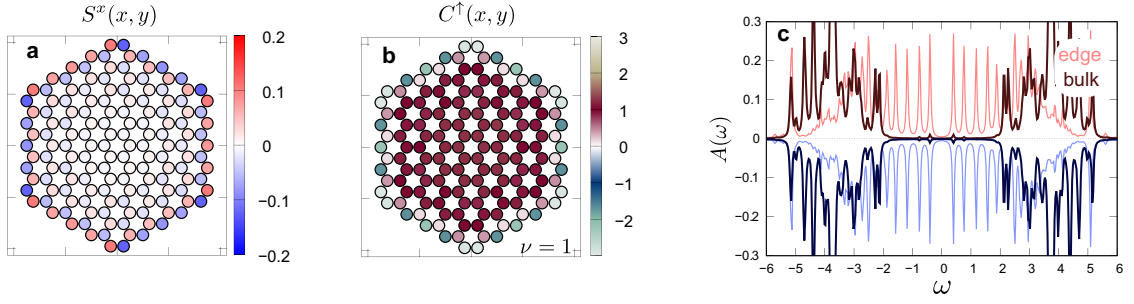 S^x(x, y)
a
0.2
0.1
0
−0.1
−0.2
C^↑(x, y)
b
ν = 1
3
2
1
0
−1
−2
c
edge
bulk
A(ω)
0.3
0.2
0.1
0
−0.1
−0.2
−0.3
−6 −5 −4 −3 −2 −1 0 1 2 3 4 5 6
ω